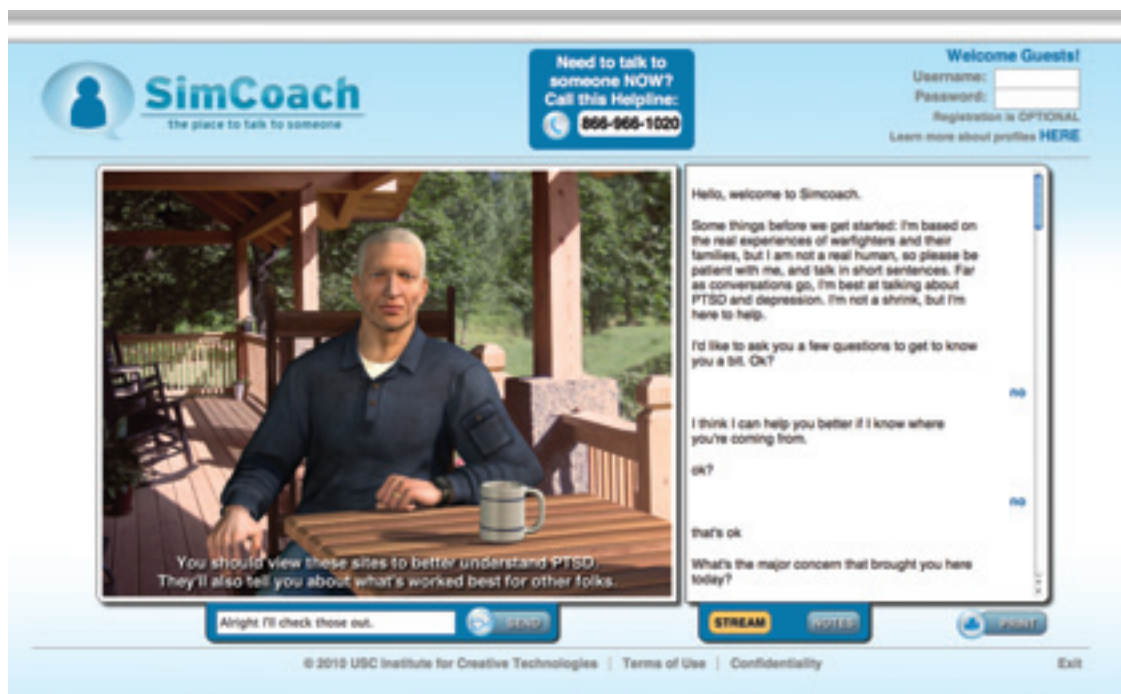 SimCoach
the place to talk to someone
Need to talk to
someone NOW?
Call this Helpline:
866-966-1020
Welcome Guests!
Username:
Password:
Registration is OPTIONAL
Learn more about profiles HERE
You should view these sites to better understand PTSD.
They'll also tell you about what's worked best for other folks.
Alright I'll check those out.
SEND
Hello, welcome to Simcoach.
Some things before we get started: I'm based on
the real experiences of warfighters and their
families, but I am not a real human, so please be
patient with me, and talk in short sentences. Far
as conversations go, I'm best at talking about
PTSD and depression. I'm not a shrink, but I'm
here to help.
I'd like to ask you a few questions to get to know
you a bit. Ok?
no
I think I can help you better if I know where
you're coming from.
ok?
no
that's ok
What's the major concern that brought you here
today?
STREAM
NOTES
PRINT
© 2010 USC Institute for Creative Technologies | Terms of Use | Confidentiality
Exit